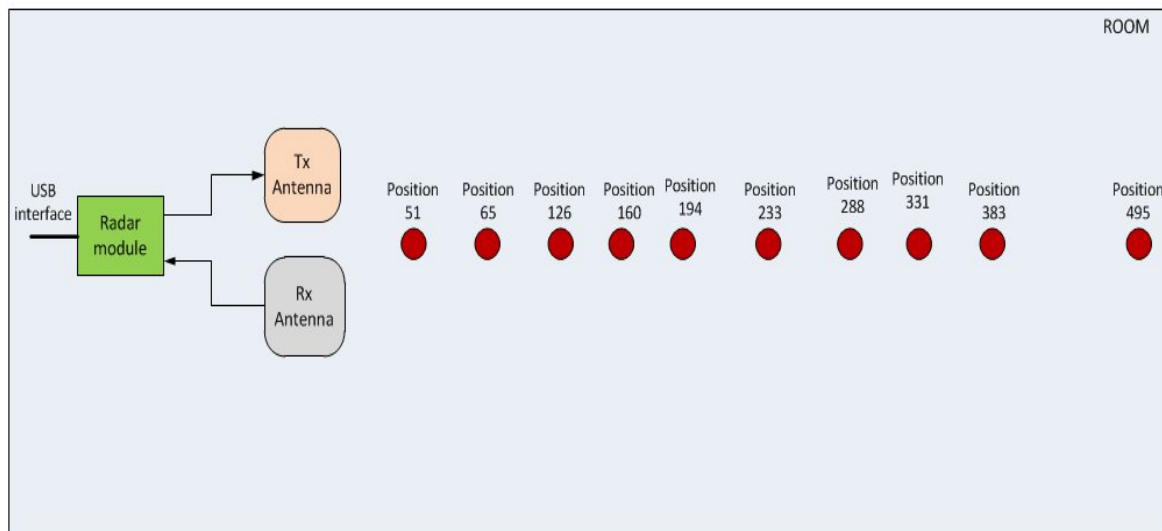 ROOM
Tx
Antenna
USB
interface
Radar
module
Rx
Antenna
Position
51
Position
65
Position
126
Position
160
Position
194
Position
233
Position
288
Position
331
Position
383
Position
495